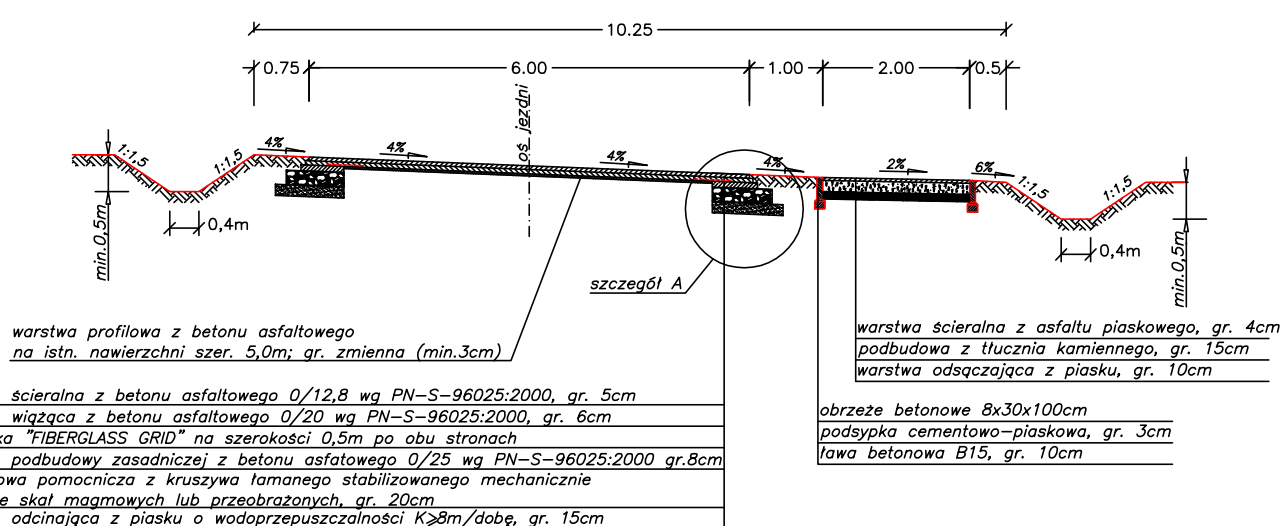 10.25
0.75 6.00 1.00 2.00 0.5
oś jezdni
1:1,5 1:1,5 4% 4% 4% 4% 2% 6% 1:1,5 1:1,5
min.0,5m 0,4m 0,4m min.0,5m
szczegół A
warstwa profilowa z betonu asfaltowego
na istn. nawierzchni szer. 5,0m; gr. zmienna (min.3cm)
ścieralna z betonu asfaltowego 0/12,8 wg PN-S-96025:2000, gr. 5cm
wiążąca z betonu asfaltowego 0/20 wg PN-S-96025:2000, gr. 6cm
"FIBERGLASS GRID" na szerokości 0,5m po obu stronach
podbudowy zasadniczej z betonu asfatowego 0/25 wg PN-S-96025:2000 gr.8cm
pomocnicza z kruszywa łamanego stabilizowanego mechanicznie
skał magmowych lub przeobrażonych, gr. 20cm
odcinająca z piasku o wodoprzepuszczalności K⩾8m/dobę, gr. 15cm
warstwa ścieralna z asfaltu piaskowego, gr. 4cm
podbudowa z tłucznia kamiennego, gr. 15cm
warstwa odsączająca z piasku, gr. 10cm
obrzeże betonowe 8x30x100cm
podsypka cementowo-piaskowa, gr. 3cm
ława betonowa B15, gr. 10cm